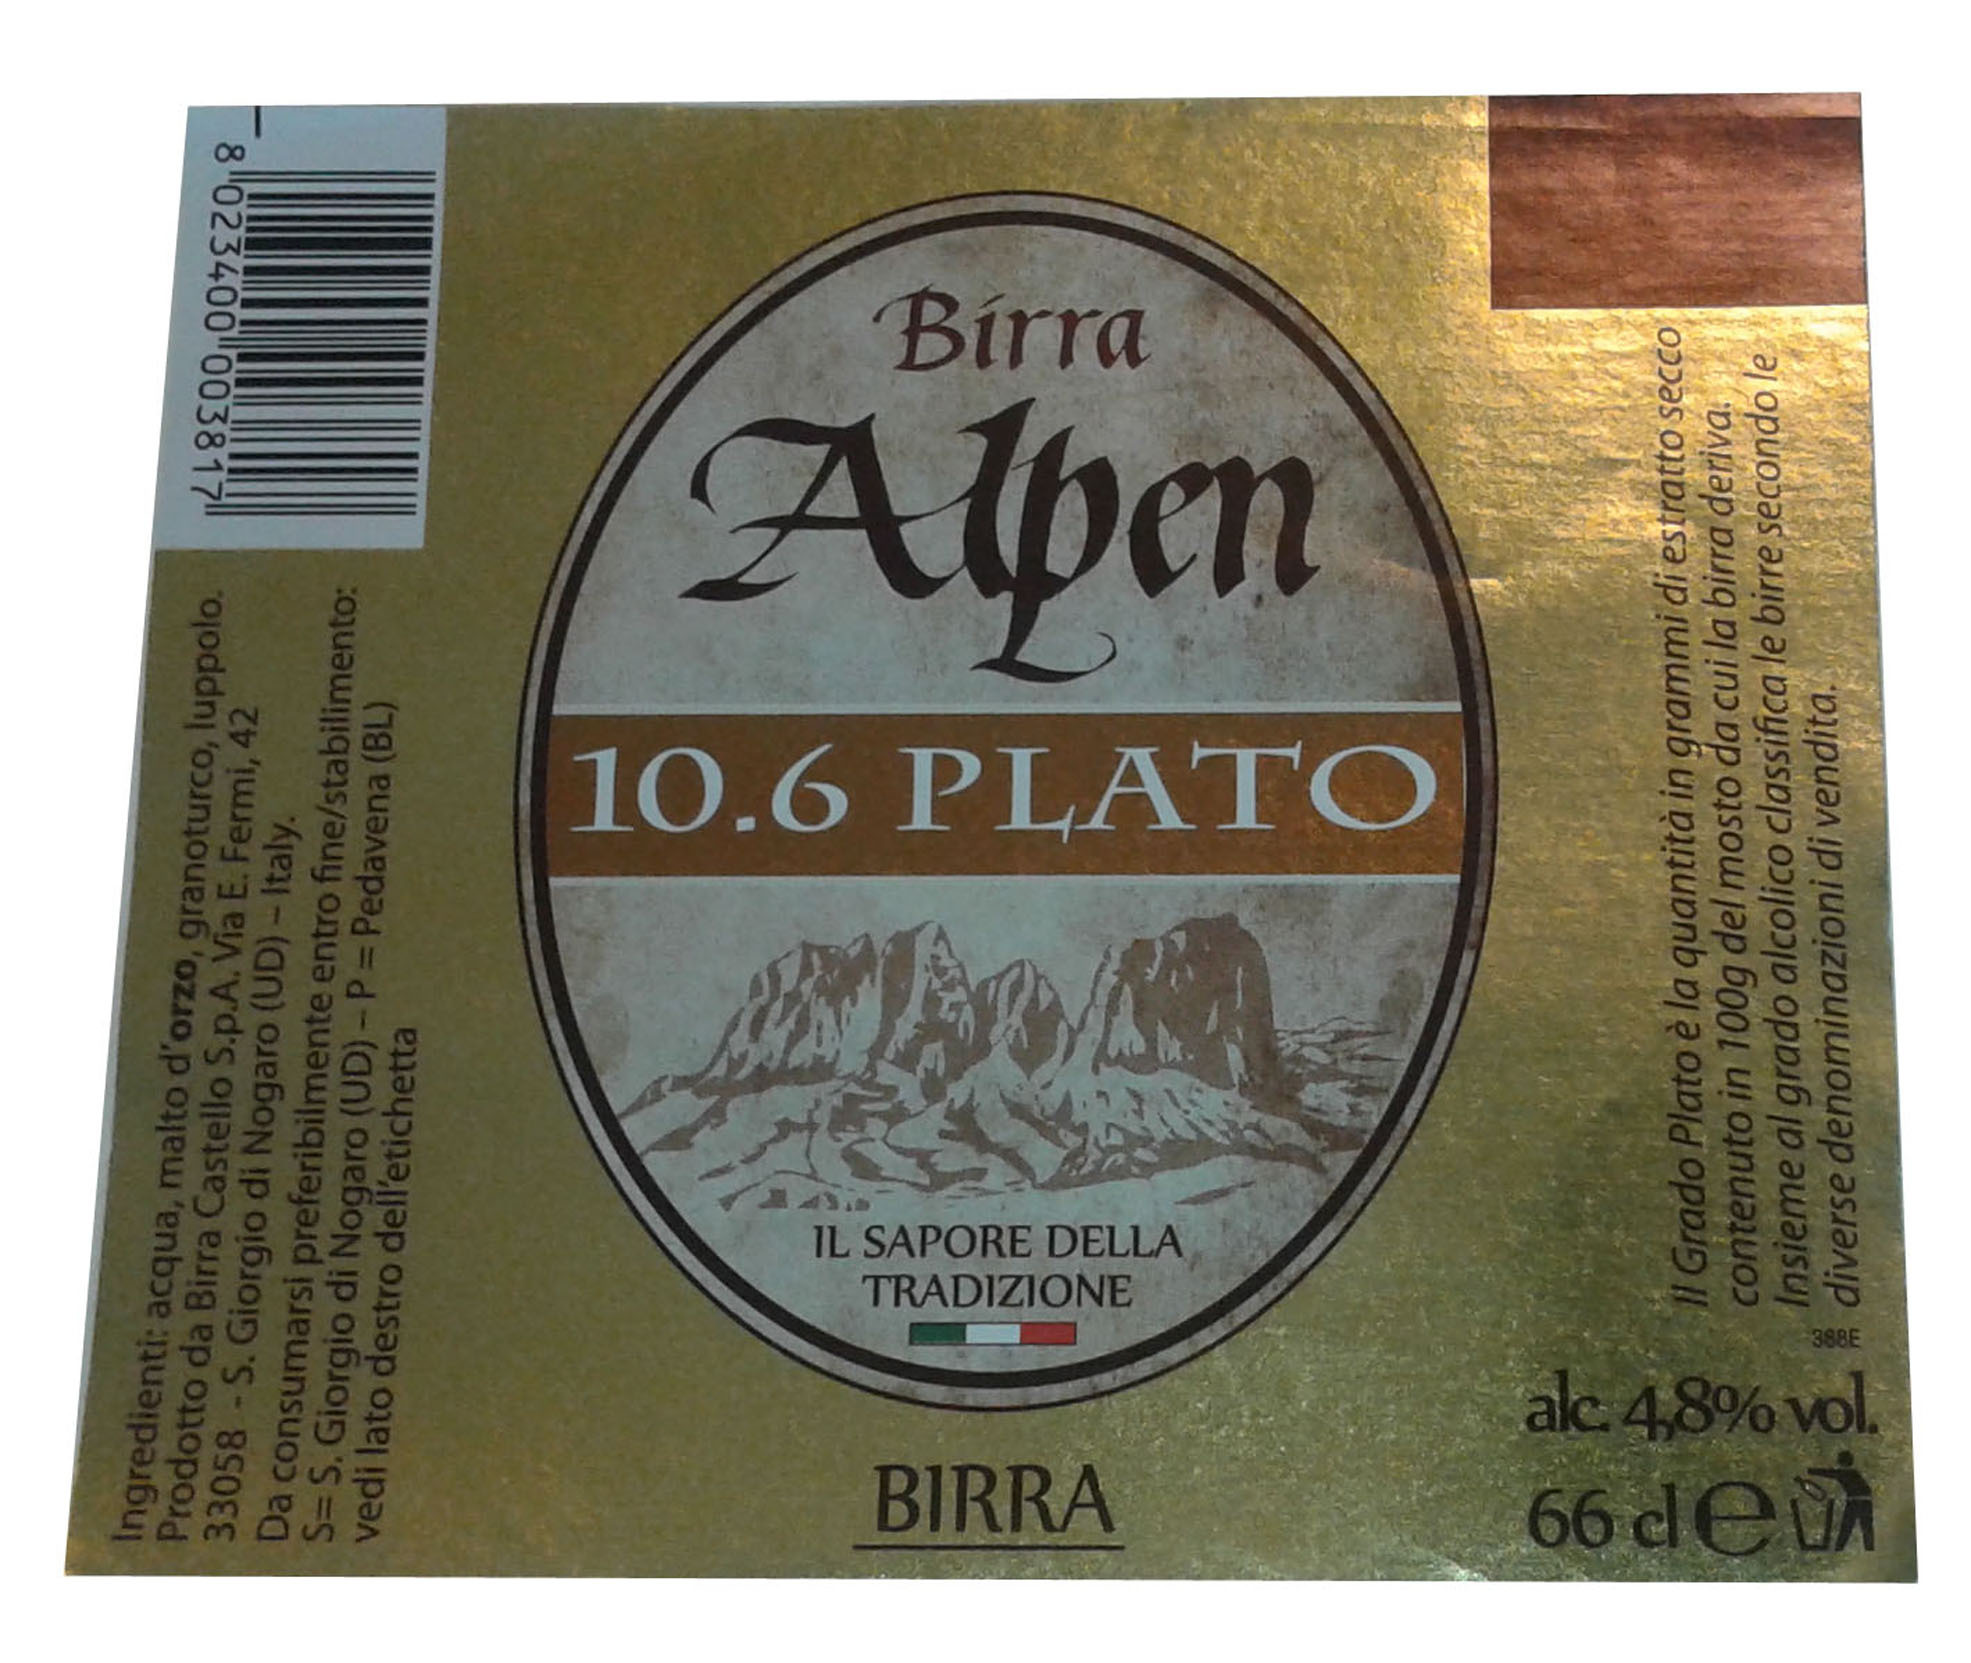 8 023400 003817
Ingredienti: acqua, malto d'orzo, granoturco, luppolo.
Prodotto da Birra Castello S.p.A. Via E. Fermi, 42
33058 - S. Giorgio di Nogaro (UD) – Italy.
Da consumarsi preferibilmente entro fine/stabilimento:
S= S. Giorgio di Nogaro (UD) – P = Pedavena (BL)
vedi lato destro dell'etichetta
Birra
Alpen
10.6 PLATO
IL SAPORE DELLA
TRADIZIONE
BIRRA
Il Grado Plato è la quantità in grammi di estratto secco
contenuto in 100g del mosto da cui la birra deriva.
Insieme al grado alcolico classifica le birre secondo le
diverse denominazioni di vendita.
388E
alc. 4,8% vol.
66 cl e